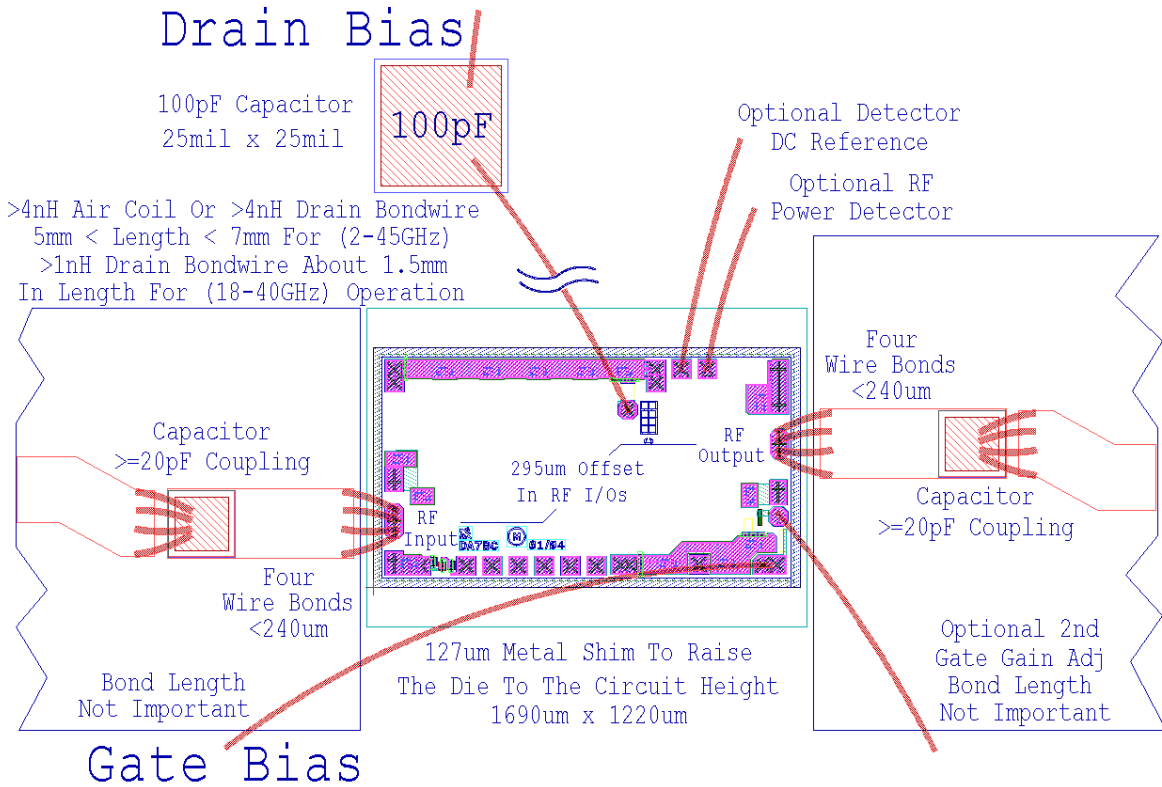 Drain Bias
100pF Capacitor
25mil x 25mil
100pF
Optional Detector
DC Reference
Optional RF
Power Detector
>4nH Air Coil Or >4nH Drain Bondwire
5mm < Length < 7mm For (2-45GHz)
>1nH Drain Bondwire About 1.5mm
In Length For (18-40GHz) Operation
Four
Wire Bonds
<240um
Capacitor
>=20pF Coupling
RF
Output
295um Offset
In RF I/Os
RF
Input
DA7BC
M
01/04
Capacitor
>=20pF Coupling
Four
Wire Bonds
<240um
127um Metal Shim To Raise
The Die To The Circuit Height
1690um x 1220um
Optional 2nd
Gate Gain Adj
Bond Length
Not Important
Bond Length
Not Important
Gate Bias